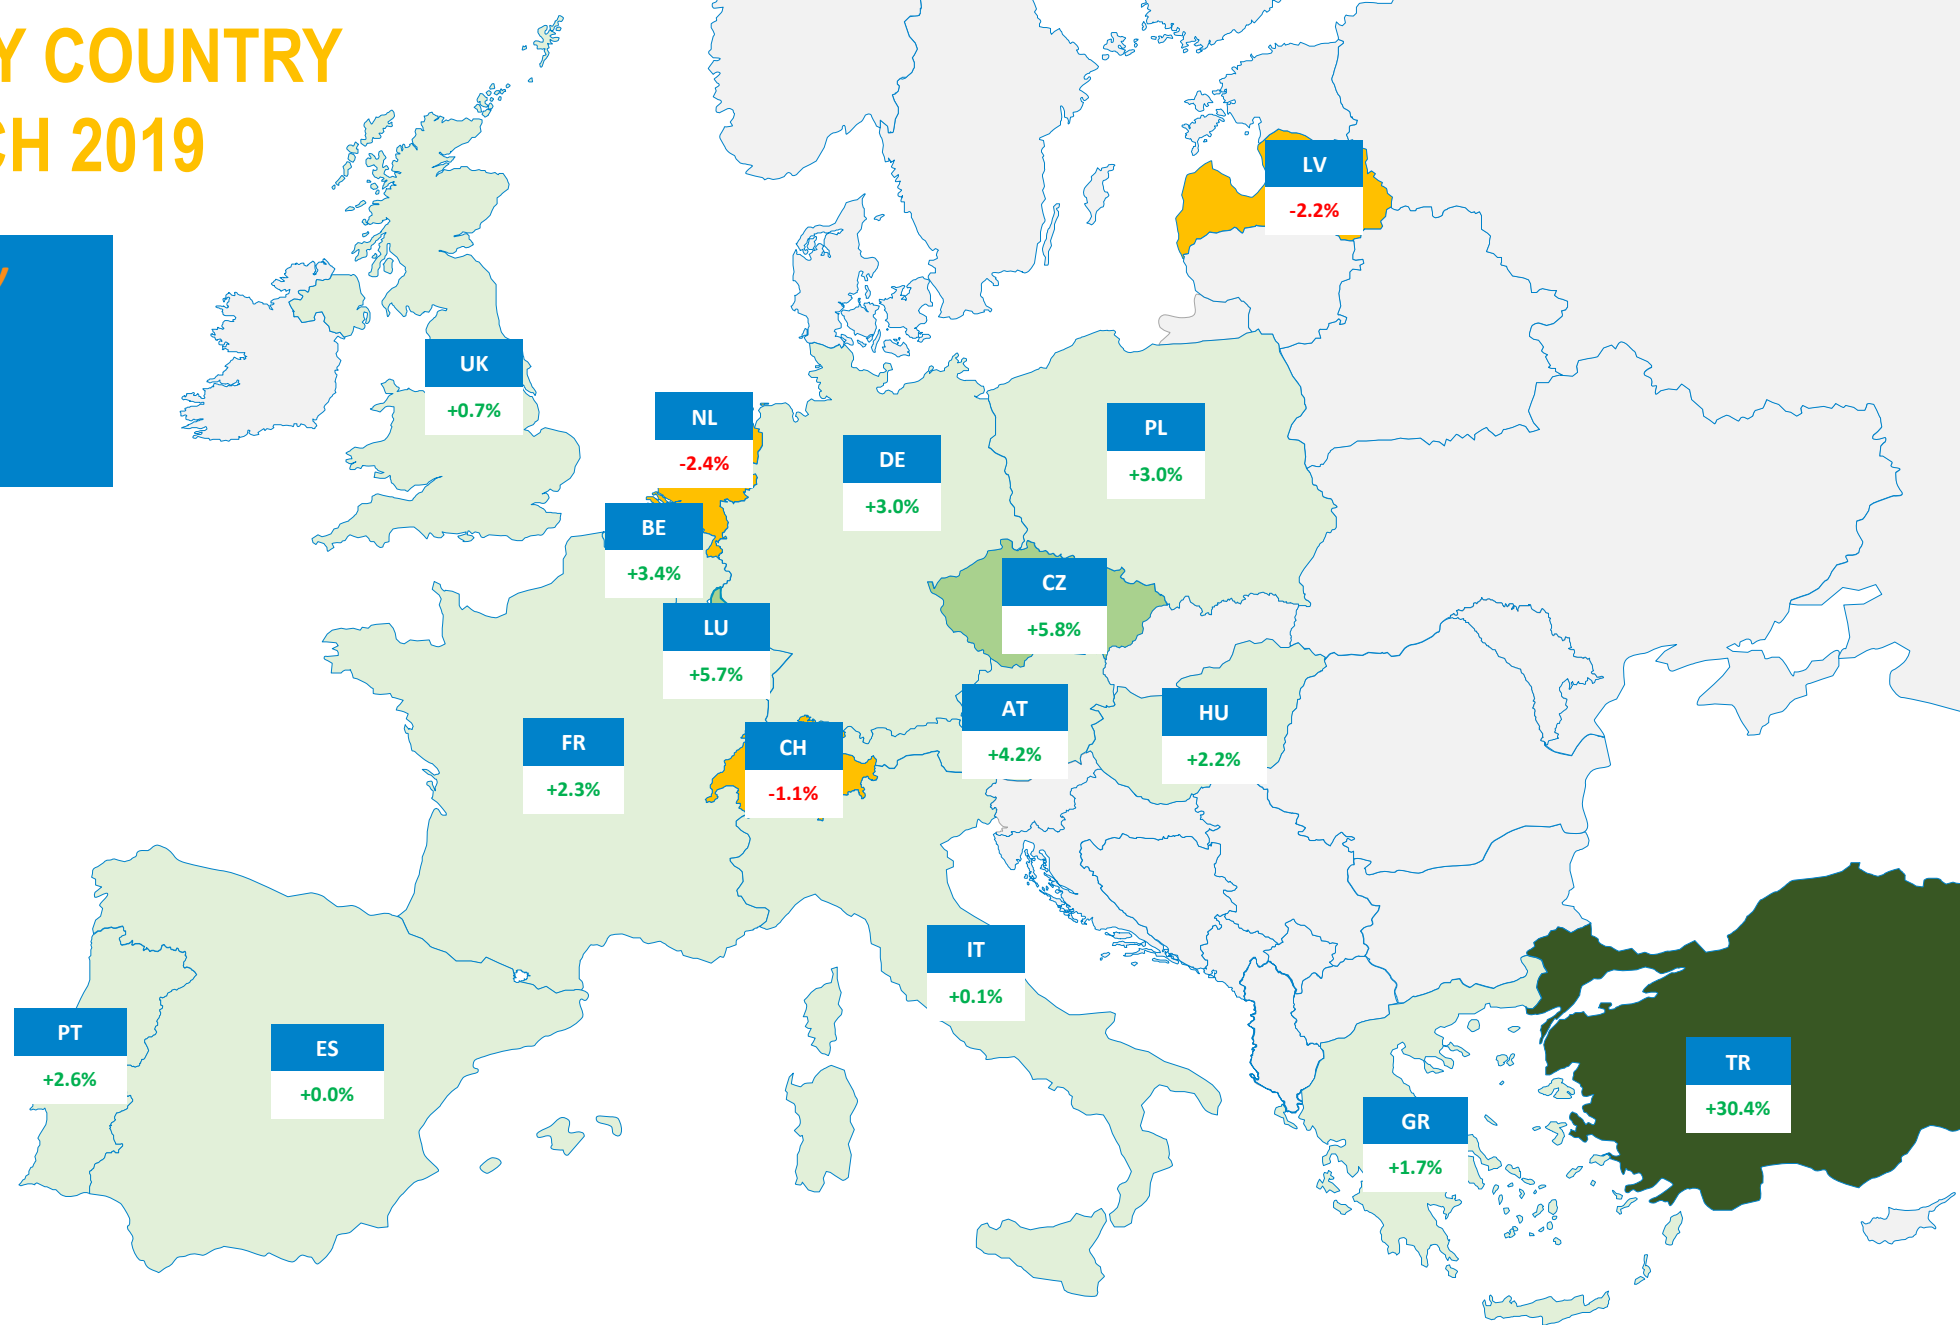 Y COUNTRY
CH 2019
LV
-2.2%
UK
+0.7%
NL
-2.4%
PL
+3.0%
DE
+3.0%
BE
+3.4%
CZ
+5.8%
LU
+5.7%
AT
+4.2%
HU
+2.2%
FR
+2.3%
CH
-1.1%
IT
+0.1%
PT
+2.6%
ES
+0.0%
TR
+30.4%
GR
+1.7%